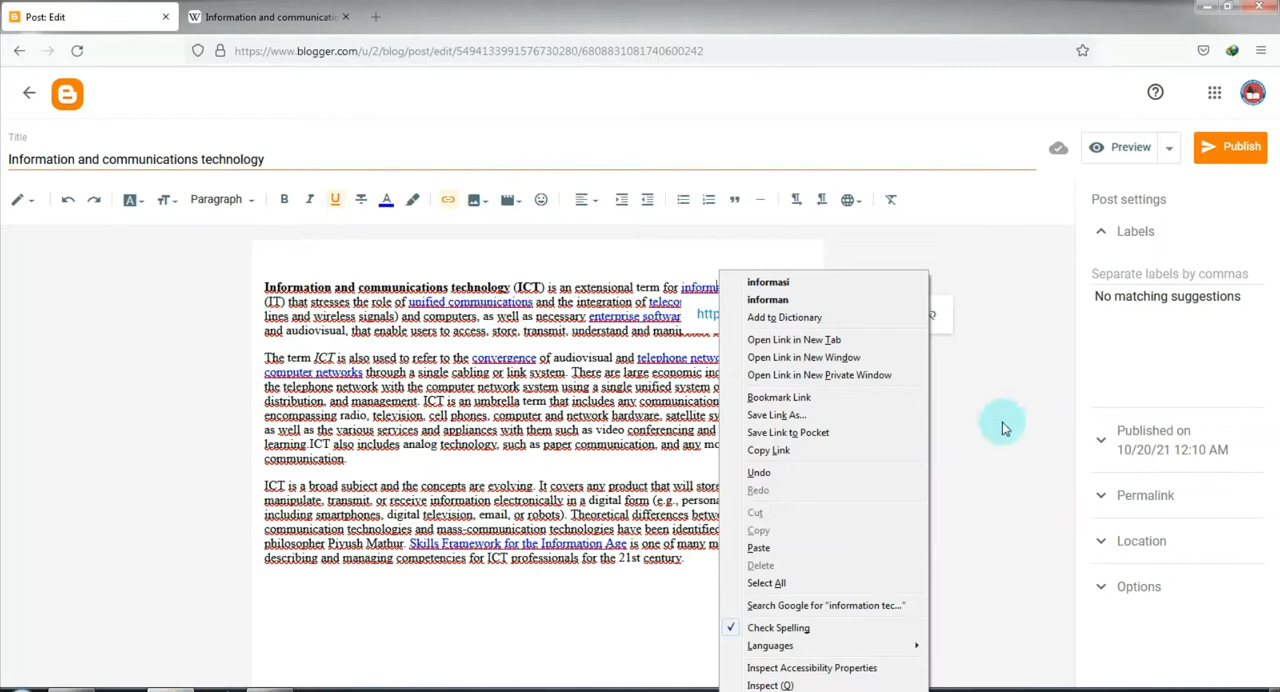 Post: Edit
Information and communicatio
https://www.blogger.com/u/2/blog/post/edit/5494133991576730280/6808831081740600242
Title
Information and communications technology
Preview
Publish
Paragraph
Post settings
Labels
Separate labels by commas
No matching suggestions
Published on
10/20/21 12:10 AM
Permalink
Location
Options
Information and communications technology (ICT) is an extensional term for
(IT) that stresses the role of unified communications and the integration of teleco
lines and wireless signals) and computers, as well as necessary enterprise softwar
and audiovisual, that enable users to access, store, transmit, understand and mani
http
The term ICT is also used to refer to the convergence of audiovisual and telephone netwo
computer networks through a single cabling or link system. There are large economic inc
the telephone network with the computer network system using a single unified system o
distribution, and management. ICT is an umbrella term that includes any communication
encompassing radio, television, cell phones, computer and network hardware, satellite sy
as well as the various services and appliances with them such as video conferencing and
learning ICT also includes analog technology, such as paper communication, and any mo
communication.
ICT is a broad subject and the concepts are evolving. It covers any product that will store
manipulate, transmit, or receive information electronically in a digital form (e.g., persona
including smartphones, digital television, email, or robots). Theoretical differences betw
communication technologies and mass-communication technologies have been identified
philosopher Piyush Mathur. Skills Framework for the Information Age is one of many m
describing and managing competencies for ICT professionals for the 21st century.
informasi
informan
Add to Dictionary
Open Link in New Tab
Open Link in New Window
Open Link in New Private Window
Bookmark Link
Save Link As...
Save Link to Pocket
Copy Link
Undo
Redo
Cut
Copy
Paste
Delete
Select All
Search Google for "information tec..."
Check Spelling
Languages
Inspect Accessibility Properties
Inspect (Q)